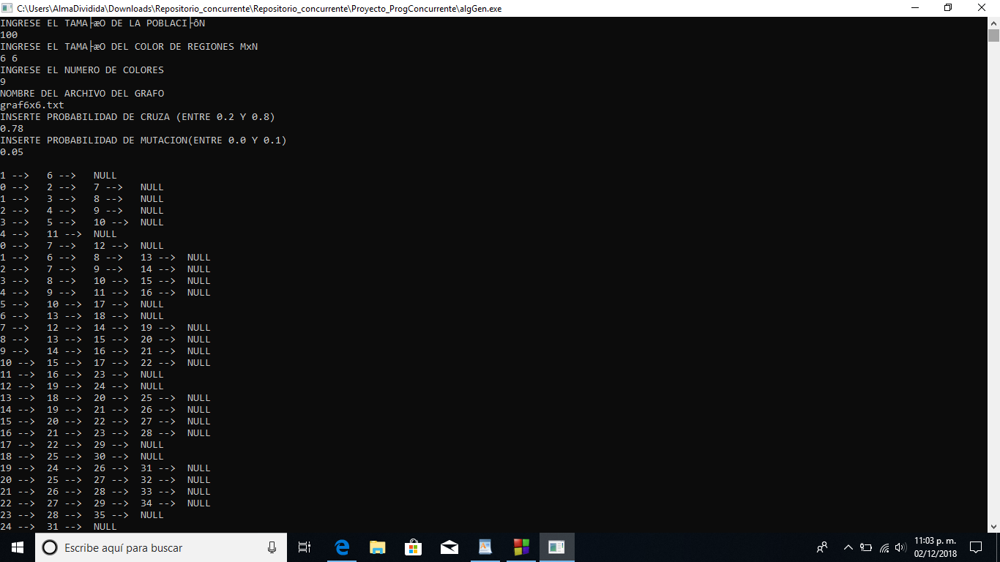 C:\Users\AlmaDividida\Downloads\Repositorio_concurrente\Repositorio_concurrente\Proyecto_ProgConcurrente\algGen.exe
INGRESE EL TAMA├æO DE LA POBLACI├ôN
100
INGRESE EL TAMA├æO DEL COLOR DE REGIONES MxN
6 6
INGRESE EL NUMERO DE COLORES
9
NOMBRE DEL ARCHIVO DEL GRAFO
graf6x6.txt
INSERTE PROBABILIDAD DE CRUZA (ENTRE 0.2 Y 0.8)
0.78
INSERTE PROBABILIDAD DE MUTACION(ENTRE 0.0 Y 0.1)
0.05
1 --> 6 --> NULL
0 --> 2 --> 7 --> NULL
1 --> 3 --> 8 --> NULL
2 --> 4 --> 9 --> NULL
3 --> 5 --> 10 --> NULL
4 --> 11 --> NULL
0 --> 7 --> 12 --> NULL
1 --> 6 --> 8 --> 13 --> NULL
2 --> 7 --> 9 --> 14 --> NULL
3 --> 8 --> 10 --> 15 --> NULL
4 --> 9 --> 11 --> 16 --> NULL
5 --> 10 --> 17 --> NULL
6 --> 13 --> 18 --> NULL
7 --> 12 --> 14 --> 19 --> NULL
8 --> 13 --> 15 --> 20 --> NULL
9 --> 14 --> 16 --> 21 --> NULL
10 --> 15 --> 17 --> 22 --> NULL
11 --> 16 --> 23 --> NULL
12 --> 19 --> 24 --> NULL
13 --> 18 --> 20 --> 25 --> NULL
14 --> 19 --> 21 --> 26 --> NULL
15 --> 20 --> 22 --> 27 --> NULL
16 --> 21 --> 23 --> 28 --> NULL
17 --> 22 --> 29 --> NULL
18 --> 25 --> 30 --> NULL
19 --> 24 --> 26 --> 31 --> NULL
20 --> 25 --> 27 --> 32 --> NULL
21 --> 26 --> 28 --> 33 --> NULL
22 --> 27 --> 29 --> 34 --> NULL
23 --> 28 --> 35 --> NULL
24 --> 31 --> NULL
Escribe aquí para buscar
11:03 p. m.
02/12/2018